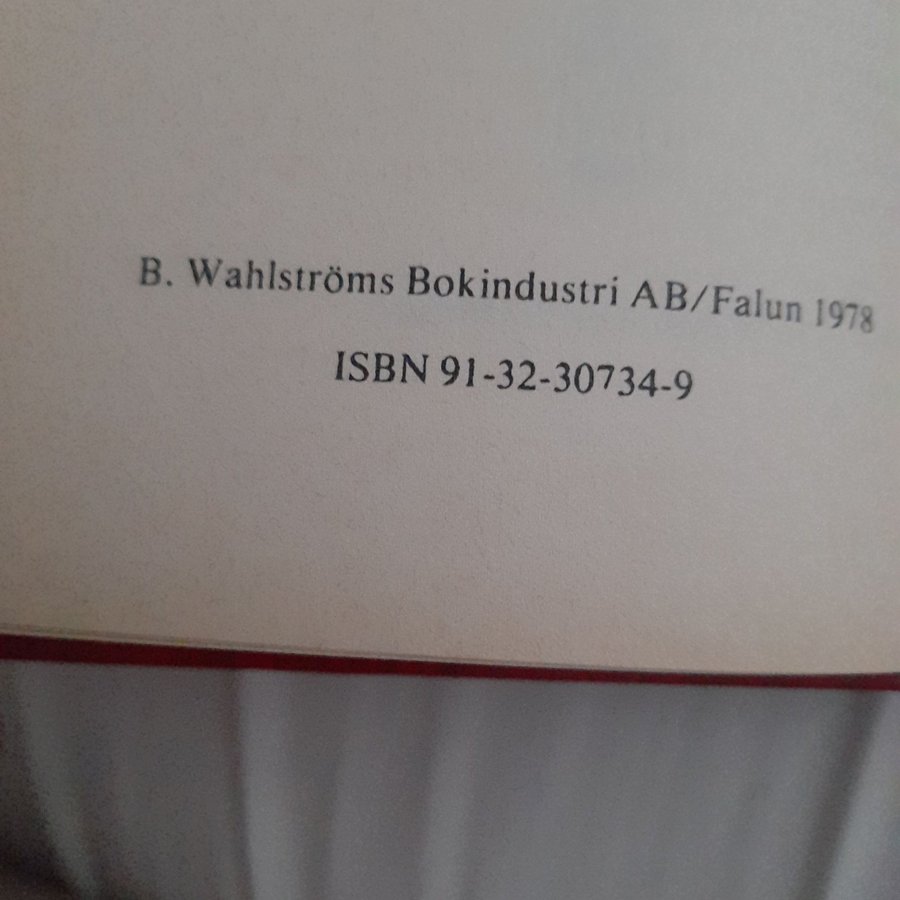 B. Wahlströms Bokindustri AB/Falun 1978
ISBN 91-32-30734-9